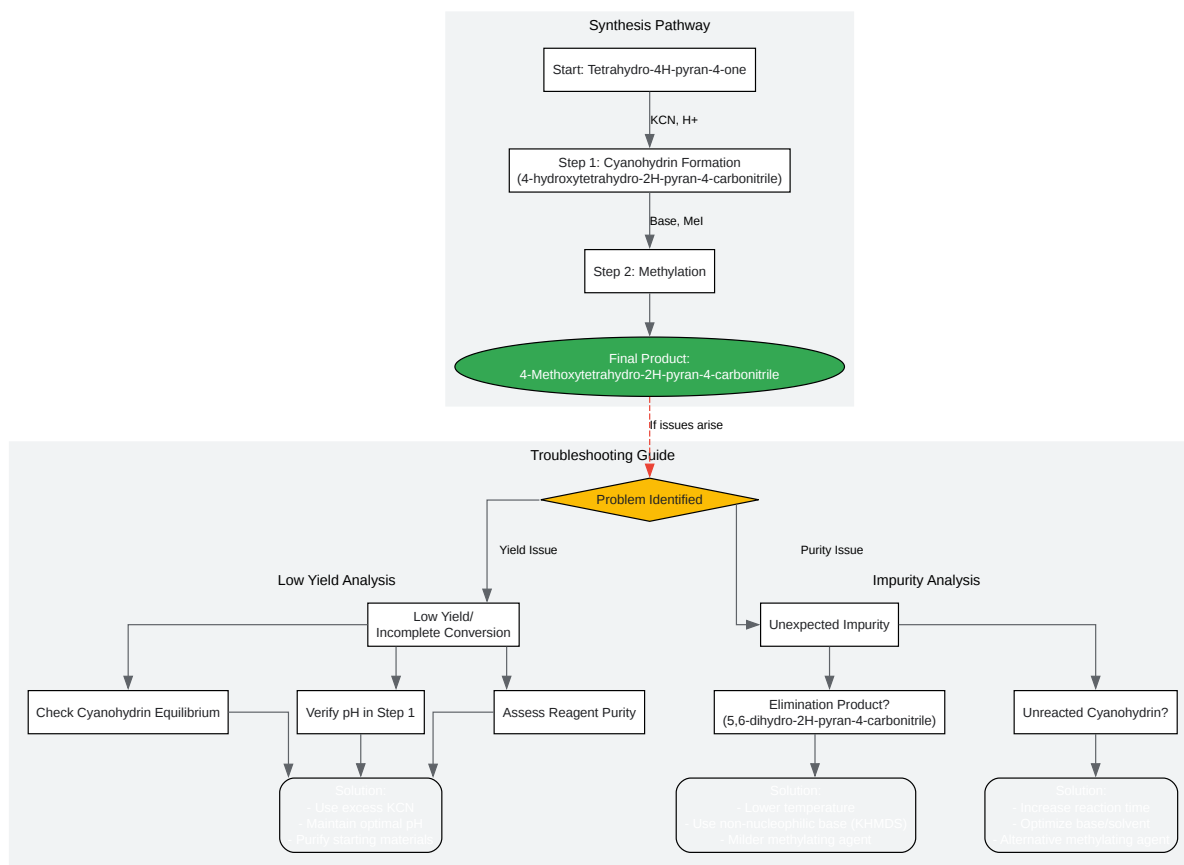 Synthesis Pathway
Start: Tetrahydro-4H-pyran-4-one
KCN, H+
Step 1: Cyanohydrin Formation
(4-hydroxytetrahydro-2H-pyran-4-carbonitrile)
Base, MeI
Step 2: Methylation
Final Product:
4-Methoxytetrahydro-2H-pyran-4-carbonitrile
If issues arise
Troubleshooting Guide
Problem Identified
Yield Issue
Purity Issue
Low Yield Analysis
Impurity Analysis
Low Yield/
Incomplete Conversion
Unexpected Impurity
Check Cyanohydrin Equilibrium
Verify pH in Step 1
Assess Reagent Purity
Elimination Product?
(5,6-dihydro-2H-pyran-4-carbonitrile)
Unreacted Cyanohydrin?
Solution:
- Use excess KCN
- Maintain optimal pH
- Purify starting materials
Solution:
- Lower temperature
- Use non-nucleophilic base (KHMDS)
- Milder methylating agent
Solution:
- Increase reaction time
- Optimize base/solvent
- Alternative methylating agent